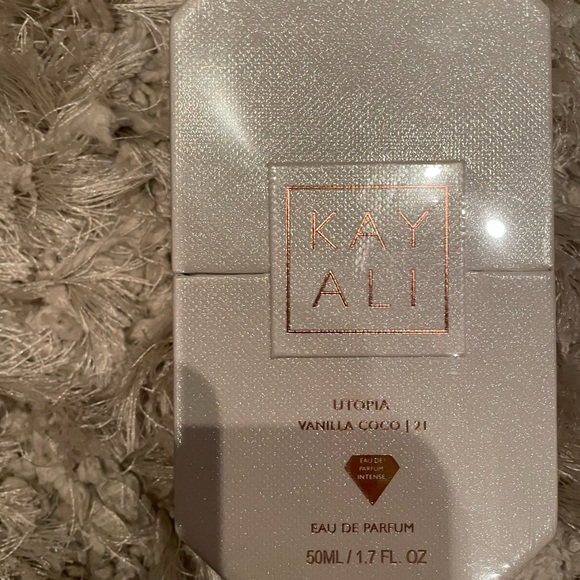 KAY
ALI
UTOPIA
VANILLA COCO | 21
EAU DE
PARFUM
INTENSE
EAU DE PARFUM
50ML / 1.7 FL. OZ